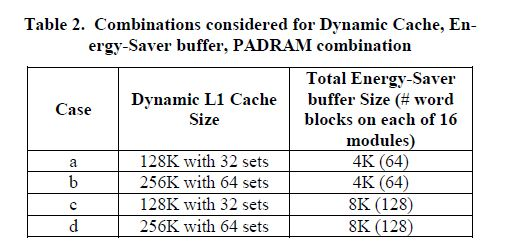 Table 2.  Combinations considered for Dynamic Cache, En-
ergy-Saver buffer, PADRAM combination
Case
Dynamic L1 Cache
Size
Total Energy-Saver
buffer Size (# word
blocks on each of 16
modules)
a 128K with 32 sets 4K (64)
b 256K with 64 sets 4K (64)
c 128K with 32 sets 8K (128)
d 256K with 64 sets 8K (128)